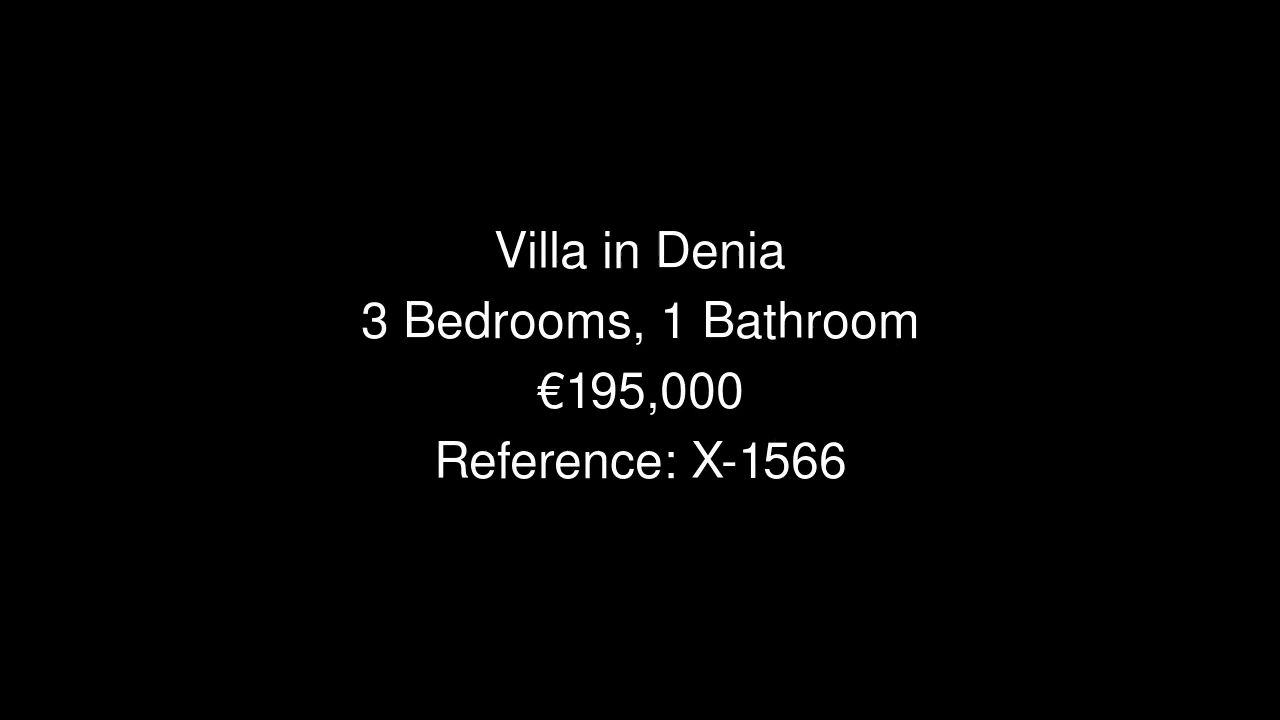 Villa in Denia
3 Bedrooms, 1 Bathroom
€195,000
Reference: X-1566